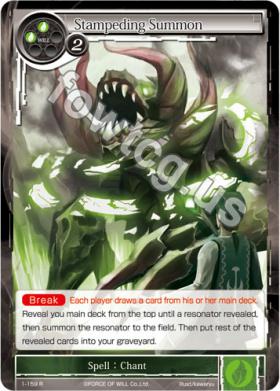 Stampeding Summon
WILL
2
fowtcg.us
Break Each player draws a card from his or her main deck.
Reveal you main deck from the top until a resonator revealed,
then summon the resonator to the field. Then put rest of the
revealed cards into your graveyard.
Spell : Chant
1-159 R
©FORCE OF WILL Co.,Ltd.
Illust/kawaryu